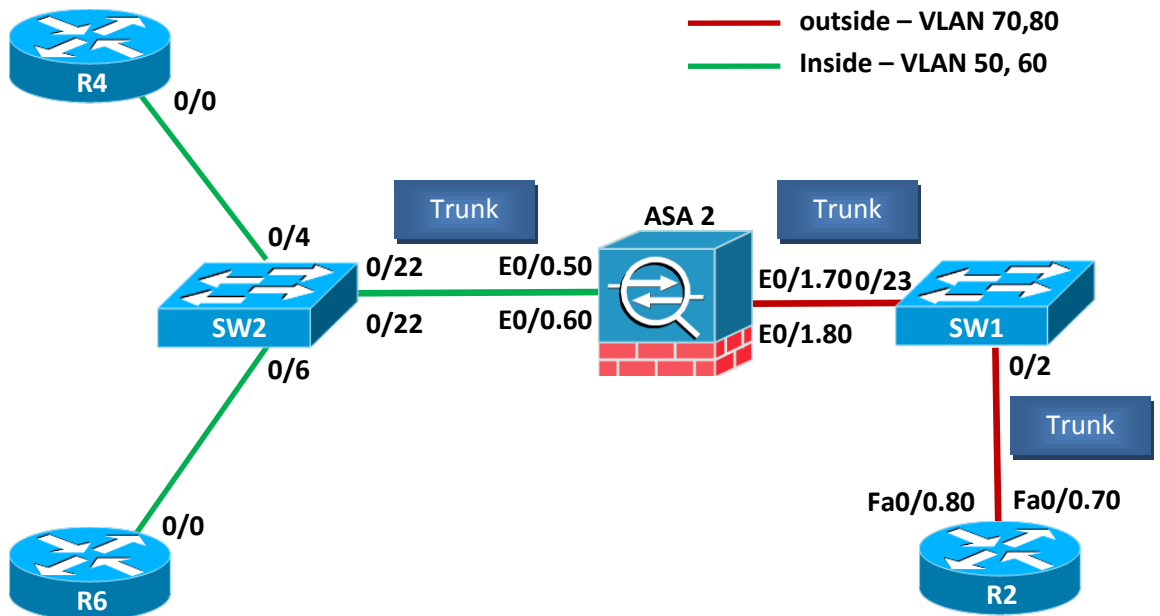 outside – VLAN 70,80
Inside – VLAN 50, 60
R4
0/0
Trunk
Trunk
ASA 2
0/4
0/22
E0/0.50
E0/1.70
0/23
SW2
0/22
E0/0.60
E0/1.80
SW1
0/6
0/2
Trunk
0/0
Fa0/0.80
Fa0/0.70
R6
R2